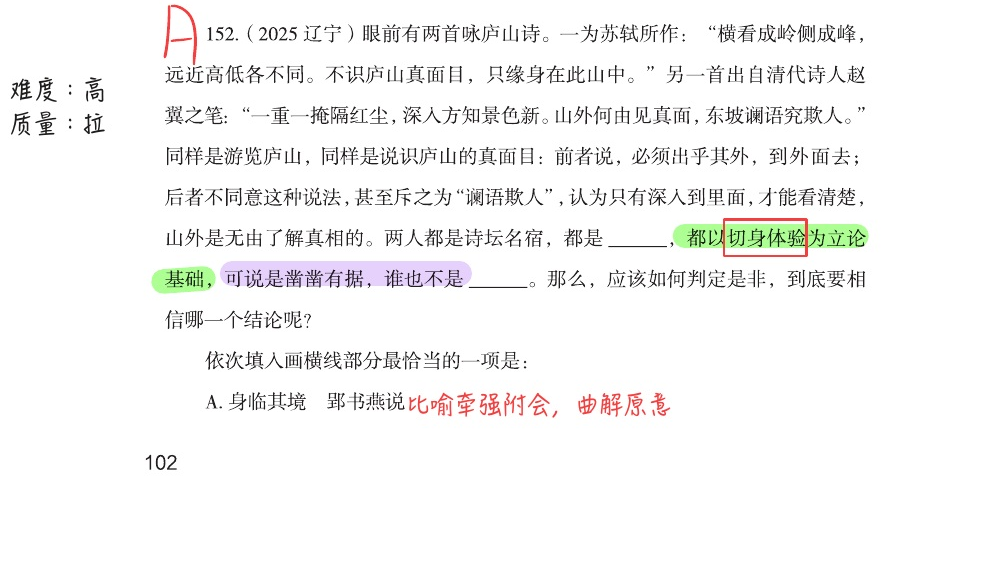 A
152.（2025 辽宁）眼前有两首咏庐山诗。一为苏轼所作：“横看成岭侧成峰，
远近高低各不同。不识庐山真面目，只缘身在此山中。”另一首出自清代诗人赵
翼之笔：“一重一掩隔红尘，深入方知景色新。山外何由见真面，东坡谰语究欺人。”
同样是游览庐山，同样是说识庐山的真面目：前者说，必须出乎其外，到外面去；
后者不同意这种说法，甚至斥之为“谰语欺人”，认为只有深入到里面，才能看清楚，
山外是无由了解真相的。两人都是诗坛名宿，都是 ______，都以切身体验为立论
基础，可说是凿凿有据，谁也不是 ______。那么，应该如何判定是非，到底要相
信哪一个结论呢？
难度：高
质量：拉
依次填入画横线部分最恰当的一项是：
A. 身临其境　郢书燕说 比喻牵强附会，曲解原意
102